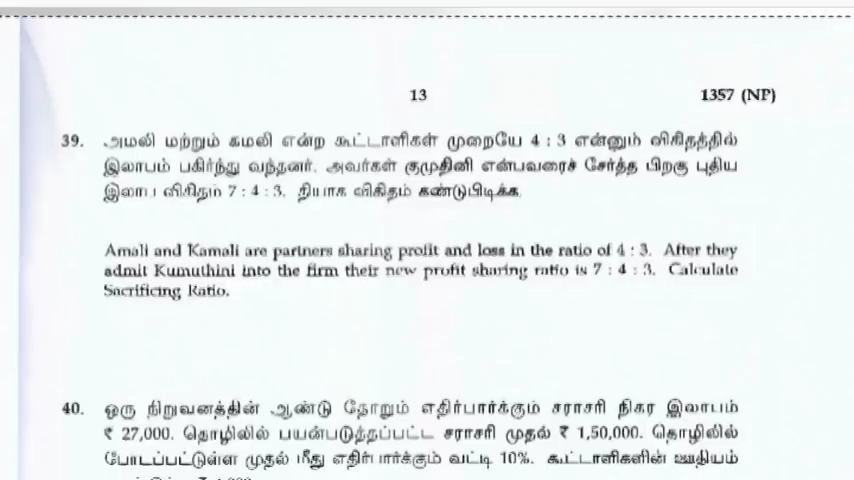 13
1357 (NP)
39. அமலி மற்றும் கமலி என்ற கூட்டாளிகள் முறையே 4 : 3 என்னும் விகிதத்தில்
இலாபம் பகிர்ந்து வந்தனர். அவர்கள் குமுதினி என்பவரைச் சேர்த்த பிறகு புதிய
இலாப விகிதம் 7 : 4 : 3. தியாக விகிதம் கண்டுபிடிக்க
Amali and Kamali are partners sharing profit and loss in the ratio of 4 : 3. After they
admit Kumuthini into the firm their new profit sharing ratio is 7 : 4 : 3. Calculate
Sacrificing Ratio.
40. ஒரு நிறுவனத்தின் ஆண்டு தோறும் எதிர்பார்க்கும் சராசரி நிகர இலாபம்
₹ 27,000. தொழிலில் பயன்படுத்தப்பட்ட சராசரி முதல் ₹ 1,50,000. தொழிலில்
போடப்பட்டுள்ள முதல் மீது எதிர்பார்க்கும் வட்டி 10%. கூட்டாளிகளின் ஊதியம்